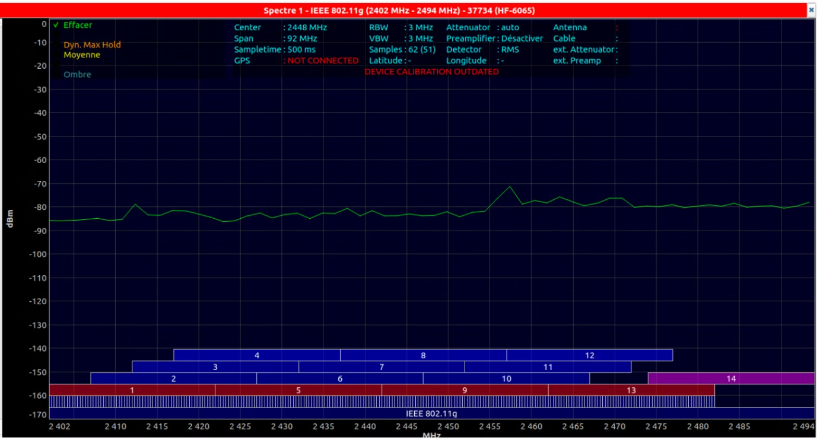 Spectre 1 - IEEE 802.11g (2402 MHz - 2494 MHz) - 37734 (HF-6065)
✓ Effacer
Dyn. Max Hold
Moyenne
Ombre
Center : 2448 MHz RBW : 3 MHz Attenuator : auto Antenna :
Span : 92 MHz VBW : 3 MHz Preamplifier : Désactiver Cable :
Sampletime : 500 ms Samples : 62 (51) Detector : RMS ext. Attenuator :
GPS : NOT CONNECTED Latitude : - Longitude : - ext. Preamp :
DEVICE CALIBRATION OUTDATED
0
-10
-20
-30
-40
-50
-60
-70
-80
-90
-100
-110
-120
-130
-140
-150
-160
-170
dBm
4 8 12
3 7 11
2 6 10 14
1 5 9 13
IEEE 802.11g
2 402 2 410 2 415 2 420 2 425 2 430 2 435 2 440 2 445 2 450 2 455 2 460 2 465 2 470 2 475 2 480 2 485 2 494
MHz